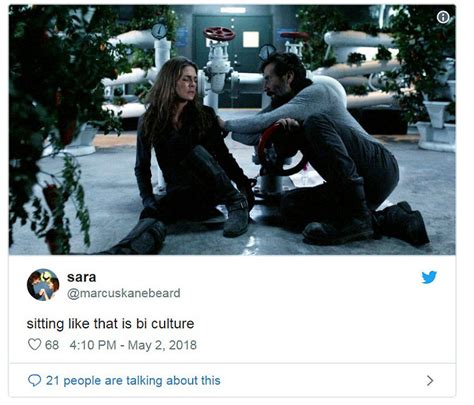 sara
@marcuskanebeard
sitting like that is bi culture
68 4:10 PM - May 2, 2018
21 people are talking about this